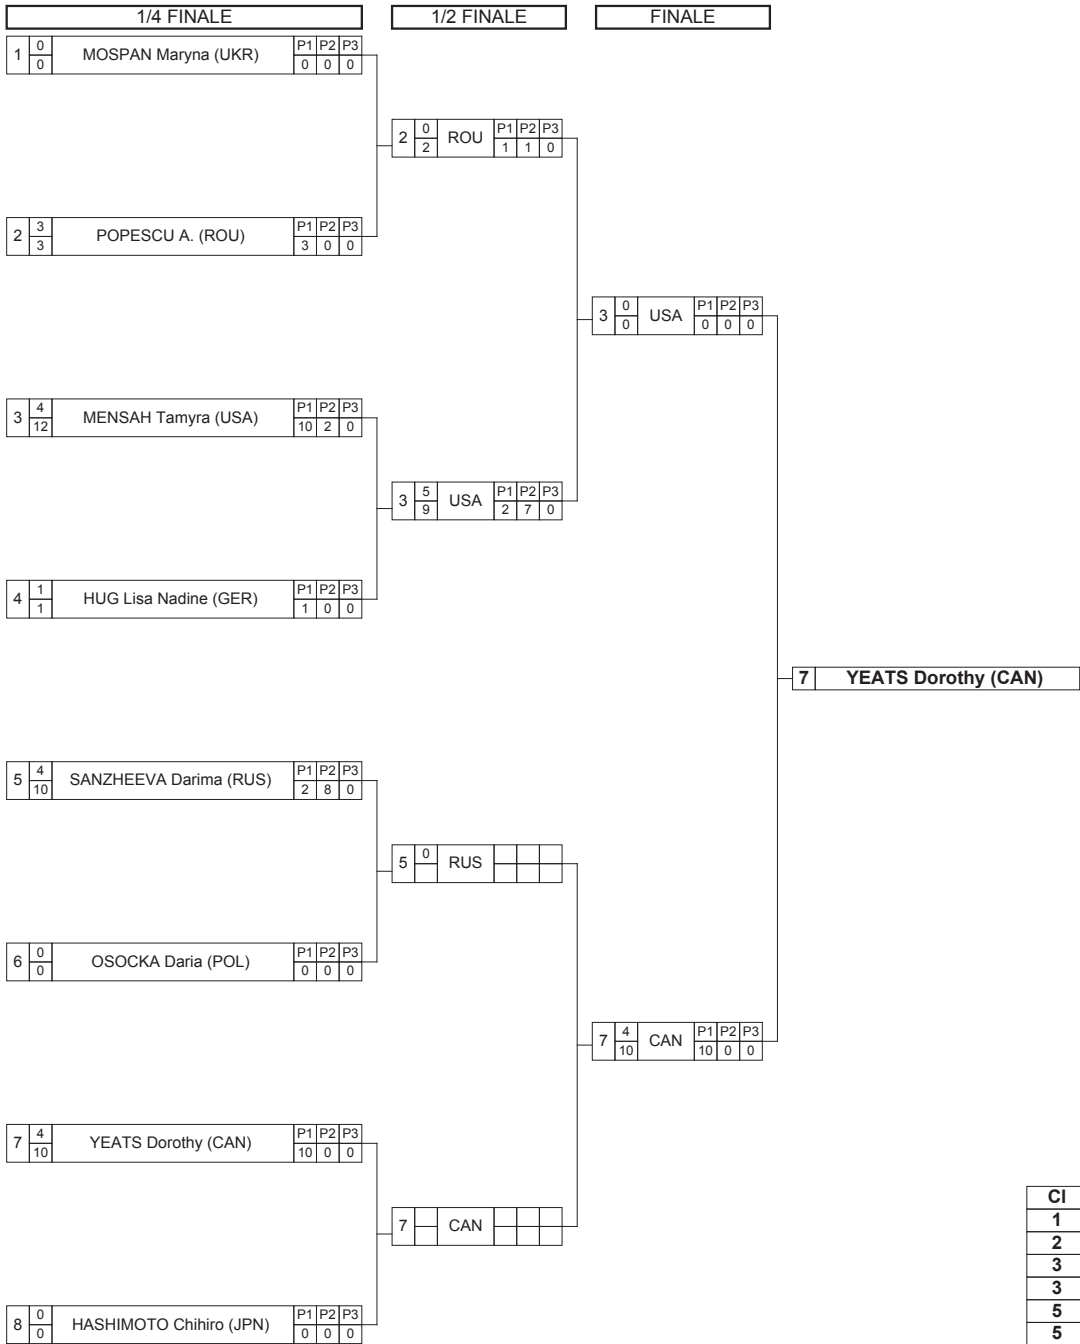 1/4 FINALE 1/2 FINALE FINALE
1 0 MOSPAN Maryna (UKR) P1 P2 P3
0 0 0 0
2 0 ROU P1 P2 P3
2 1 1 0
2 3 POPESCU A. (ROU) P1 P2 P3
3 3 0 0
3 0 USA P1 P2 P3
0 0 0 0
3 4 MENSAH Tamyra (USA) P1 P2 P3
12 10 2 0
3 5 USA P1 P2 P3
9 2 7 0
4 1 HUG Lisa Nadine (GER) P1 P2 P3
1 1 0 0
7 YEATS Dorothy (CAN)
5 4 SANZHEEVA Darima (RUS) P1 P2 P3
10 2 8 0
5 0 RUS
6 0 OSOCKA Daria (POL) P1 P2 P3
0 0 0 0
7 4 CAN P1 P2 P3
10 10 0 0
7 4 YEATS Dorothy (CAN) P1 P2 P3
10 10 0 0
7 CAN
8 0 HASHIMOTO Chihiro (JPN) P1 P2 P3
0 0 0 0
Cl
1
2
3
3
5
5